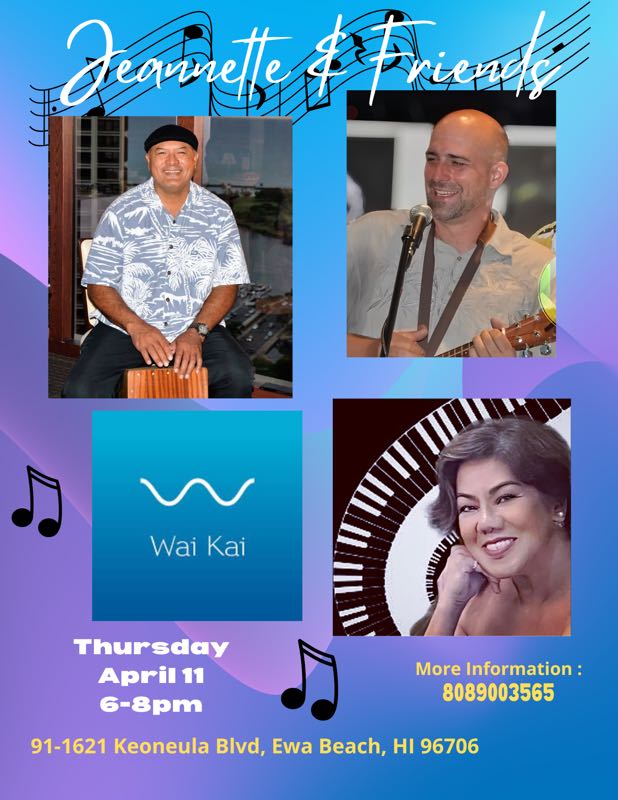 Jeannette & Friends
Wai Kai
Thursday
April 11
6-8pm
More Information :
8089003565
91-1621 Keoneula Blvd, Ewa Beach, HI 96706